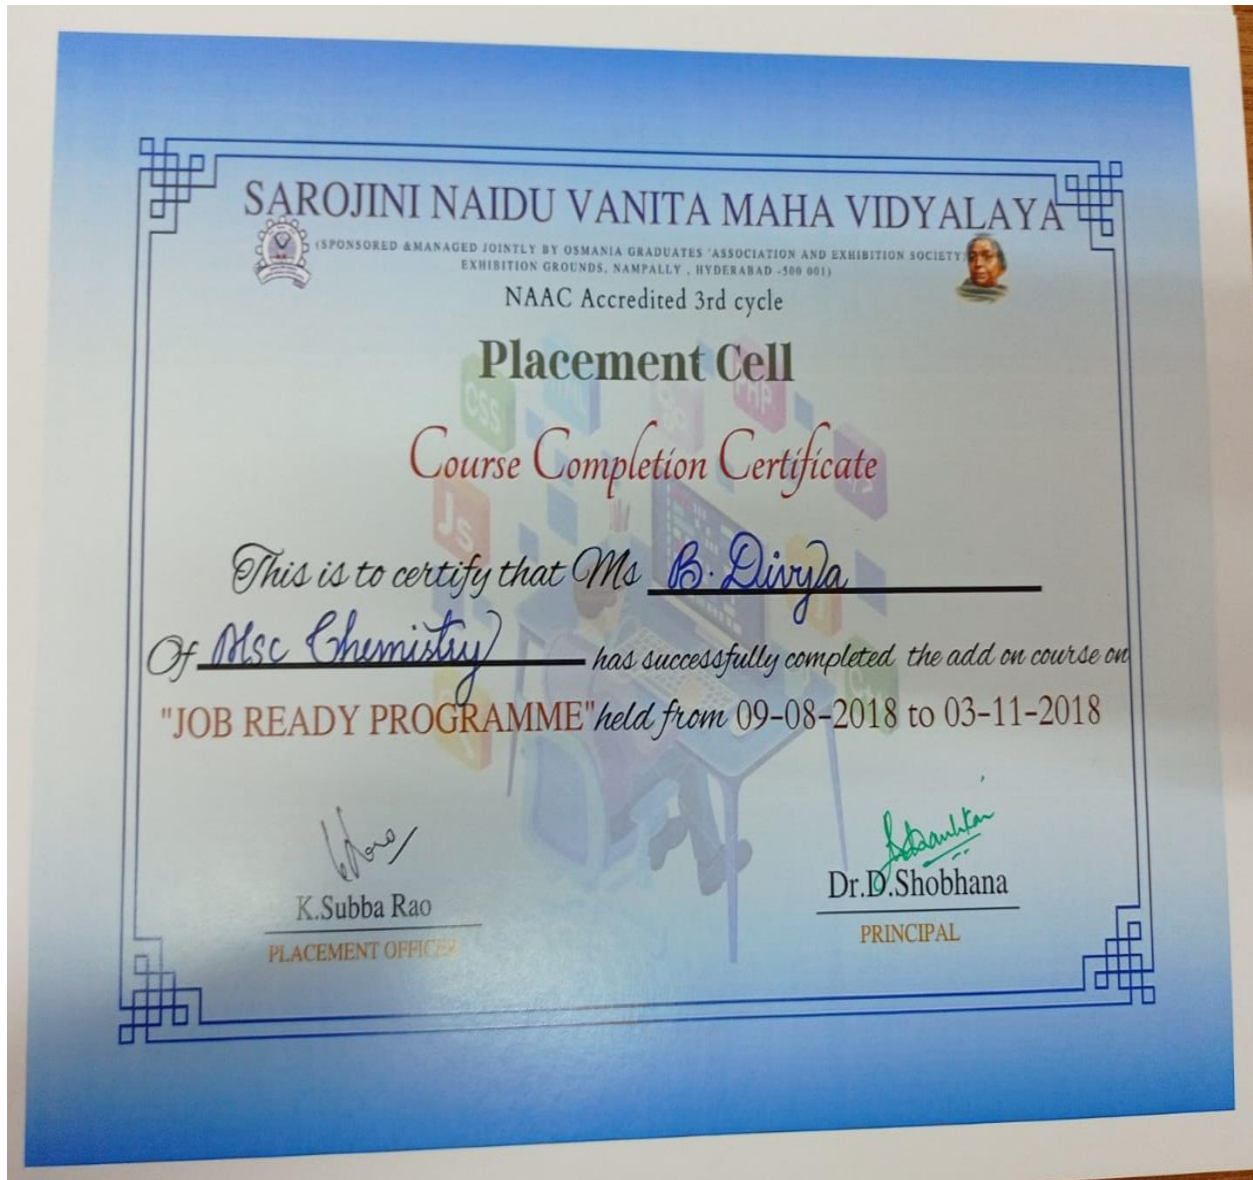 SAROJINI NAIDU VANITA MAHA VIDYALAYA
(SPONSORED &MANAGED JOINTLY BY OSMANIA GRADUATES 'ASSOCIATION AND EXHIBITION SOCIETY,
EXHIBITION GROUNDS, NAMPALLY , HYDERABAD -500 001)
NAAC Accredited 3rd cycle
Placement Cell
CSS
PHP
Course Completion Certificate
Js
This is to certify that Ms B. Divya
Of Msc Chemistry has successfully completed the add on course on
"JOB READY PROGRAMME" held from 09-08-2018 to 03-11-2018
K.Subba Rao
PLACEMENT OFFICER
Dr.D.Shobhana
PRINCIPAL